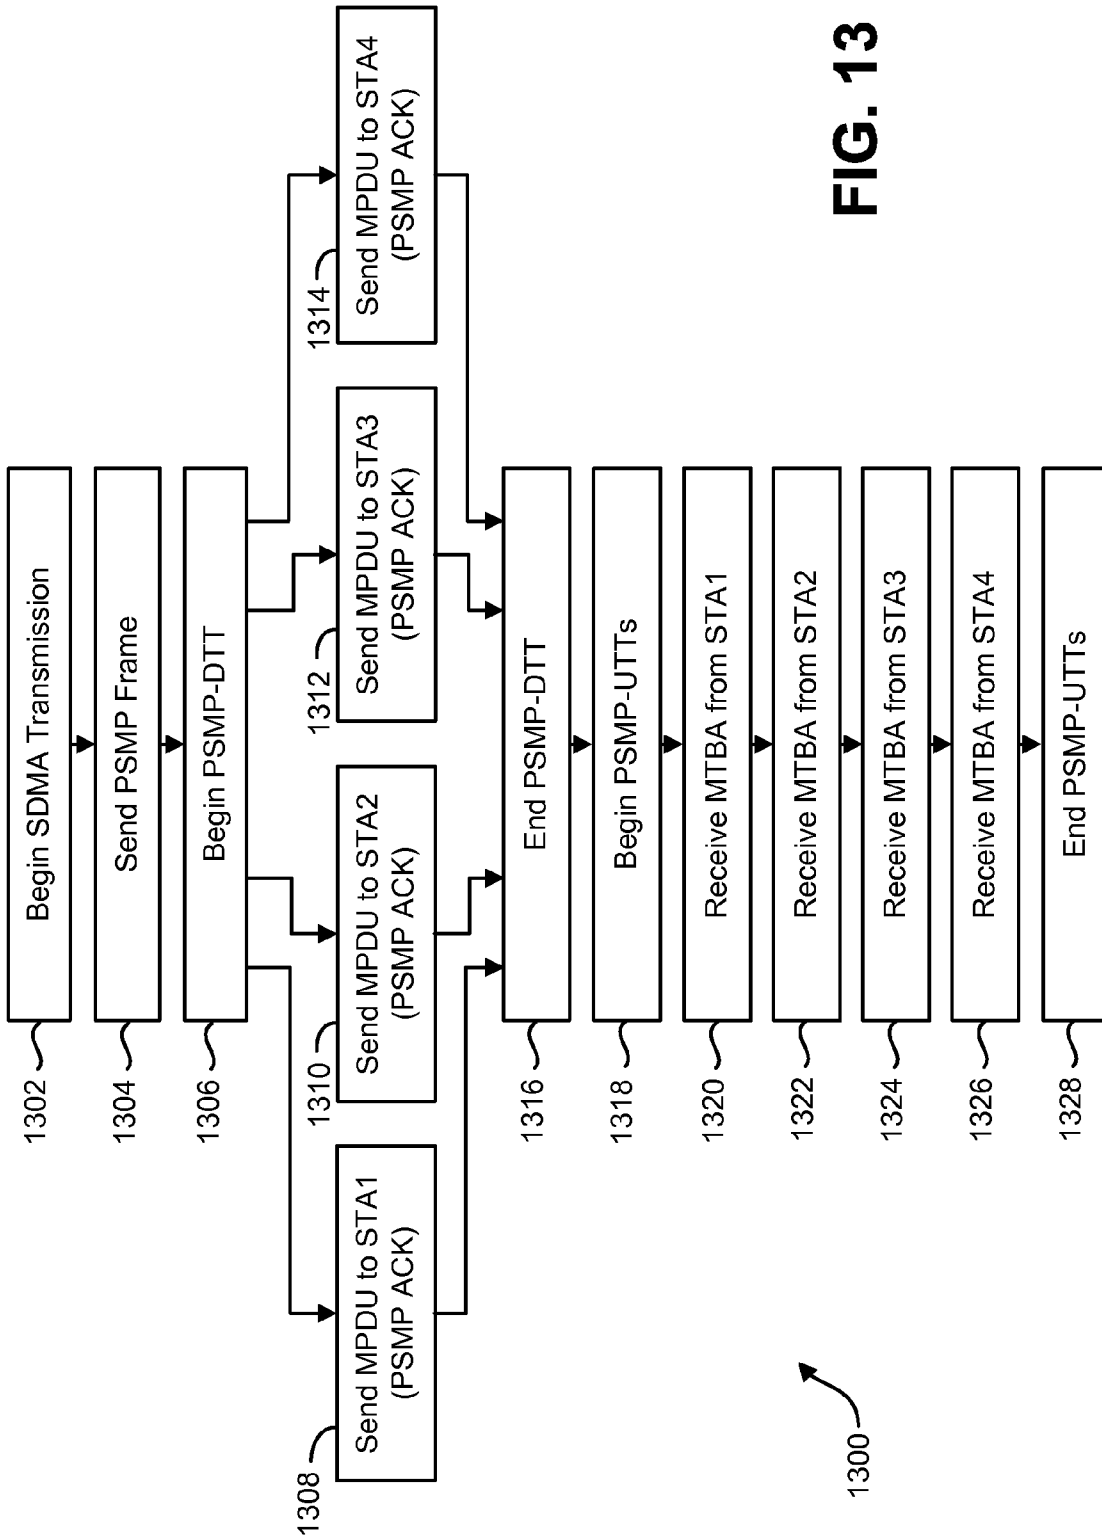 1302
Begin SDMA Transmission
1304
Send PSMP Frame
1306
Begin PSMP-DTT
1308
Send MPDU to STA1
(PSMP ACK)
1310
Send MPDU to STA2
(PSMP ACK)
1312
Send MPDU to STA3
(PSMP ACK)
1314
Send MPDU to STA4
(PSMP ACK)
1316
End PSMP-DTT
1318
Begin PSMP-UTTs
1320
Receive MTBA from STA1
1322
Receive MTBA from STA2
1324
Receive MTBA from STA3
1326
Receive MTBA from STA4
1328
End PSMP-UTTs
1300
FIG. 13